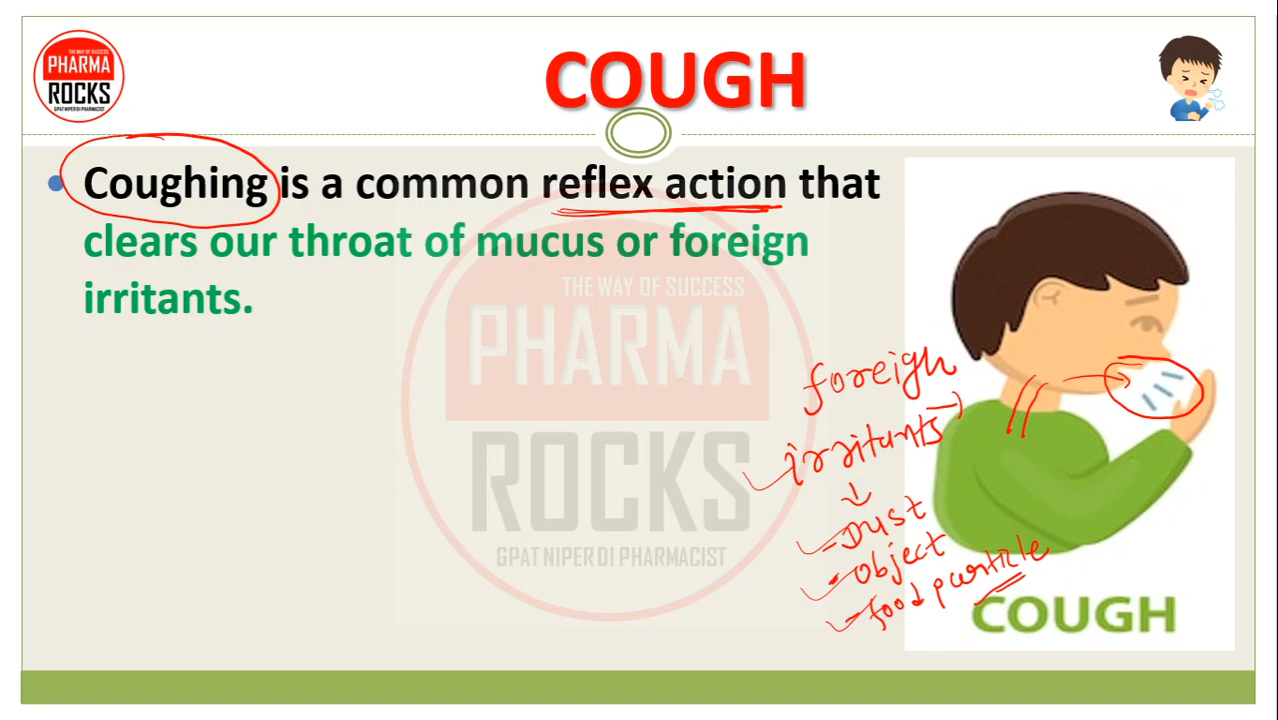 THE WAY OF SUCCESS
PHARMA
ROCKS
GPAT NIPER DI PHARMACIST
COUGH
Coughing is a common reflex action that
clears our throat of mucus or foreign
irritants.
THE WAY OF SUCCESS
PHARMA
ROCKS
GPAT NIPER DI PHARMACIST
foreign
irritants
- Dust
- object
- food particle
COUGH